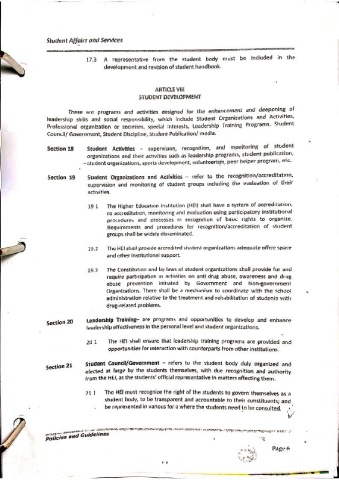 Student Affairs and Services
17.3 A representative from the student body must be included in the
development and revision of student handbook.
ARTICLE VIII
STUDENT DEVELOPMENT
These are programs and activities designed for the enhancement and deepening of
leadership skills and social responsibility, which include Student Organizations and Activities,
Professional organization or societies, special interests, Leadership Training Programs, Student
Council/ Government, Student Discipline, Student Publication/ media.
Section 18 Student Activities – supervision, recognition, and monitoring of student
organizations and their activities such as leadership programs, student publication,
student organizations, sports development, volunteerism, peer helper program, etc.
Section 19 Student Organizations and Activities – refer to the recognition/accreditation,
supervision and monitoring of student groups including the evaluation of their
activities.
19.1 The Higher Education Institution (HEI) shall have a system of accreditation,
re accreditation, monitoring and evaluation using participatory institutional
procedures and processes in recognition of basic rights to organize.
Requirements and procedures for recognition/accreditation of student
groups shall be widely disseminated.
19.2 The HEI shall provide accredited student organizations adequate office space
and other institutional support.
19.3 The Constitution and by laws of student organizations shall provide for and
require participation in activities on anti drug abuse, awareness and drug
abuse prevention initiated by Government and Non-government
Organizations. There shall be a mechanism to coordinate with the school
administration relative to the treatment and rehabilitation of students with
drug-related problems.
Section 20 Leadership Training– are programs and opportunities to develop and enhance
leadership effectiveness in the personal level and student organizations.
20.1 The HEI shall ensure that leadership training programs are provided and
opportunities for interaction with counterparts from other institutions.
Section 21 Student Council/Government – refers to the student body duly organized and
elected at large by the students themselves, with due recognition and authority
from the HEI, as the students' official representative in matters affecting them.
21.1 The HEI must recognize the right of the students to govern themselves as a
student body, to be transparent and accountable to their constituents; and
be represented in various fora where the students need to be consulted.
Policies and Guidelines
Page 6